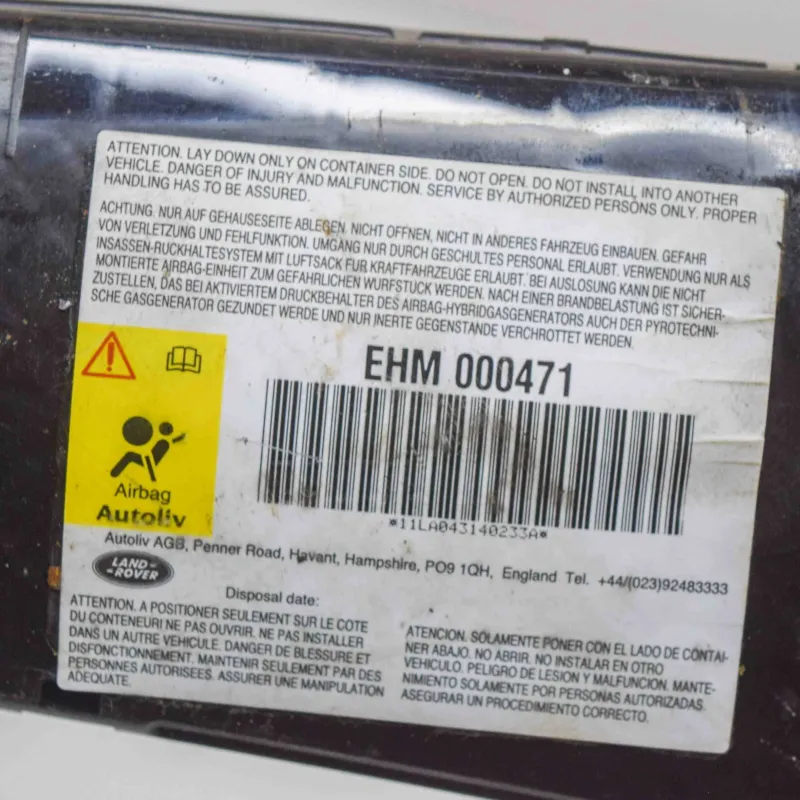 ATTENTION. LAY DOWN ONLY ON CONTAINER SIDE. DO NOT OPEN. DO NOT INSTALL INTO ANOTHER
VEHICLE. DANGER OF INJURY AND MALFUNCTION. SERVICE BY AUTHORIZED PERSONS ONLY. PROPER
HANDLING HAS TO BE ASSURED.
ACHTUNG. NUR AUF GEHAUSESEITE ABLEGEN. NICHT OFFNEN, NICHT IN ANDERES FAHRZEUG EINBAUEN. GEFAHR
VON VERLETZUNG UND FEHLFUNKTION. UMGANG NUR DURCH GESCHULTES PERSONAL ERLAUBT. VERWENDUNG NUR ALS
INSASSEN-RUCKHALTESYSTEM MIT LUFTSACK FUR KRAFTFAHRZEUGE ERLAUBT. BEI AUSLOSUNG KANN DIE NICHT
MONTIERTE AIRBAG-EINHEIT ZUM GEFAHRLICHEN WURFSTUCK WERDEN. NACH EINER BRANDBELASTUNG IST SICHER-
ZUSTELLEN, DAS BEI AKTIVIERTEM DRUCKBEHALTER DES AIRBAG-HYBRIDGASGENERATORS AUCH DER PYROTECHNI-
SCHE GASGENERATOR GEZUNDET WERDE UND NUR INERTE GEGENSTANDE VERCHROTTET WERDEN.
EHM 000471
*11LA043140233A*
Airbag
Autoliv
Autoliv AGB, Penner Road, Havant, Hampshire, PO9 1QH, England Tel. +44/(023)92483333
LAND-
-ROVER
Disposal date:
ATTENTION. A POSITIONER SEULEMENT SUR LE COTE
DU CONTENEURI NE PAS OUVRIR. NE PAS INSTALLER
DANS UN AUTRE VEHICULE. DANGER DE BLESSURE ET
DISFONCTIONNEMENT. MAINTENIR SEULEMENT PAR DES
PERSONNES AUTORISEES. ASSURER UNE MANIPULATION
ADEQUATE.
ATENCION. SOLAMENTE PONER CON EL LADO DE CONTAI-
NER ABAJO. NO ABRIR. NO INSTALAR EN OTRO
VEHICULO. PELIGRO DE LESION Y MALFUNCION. MANTE-
NIMIENTO SOLAMENTE POR PERSONAS AUTORIZADAS.
ASEGURAR UN PROCEDIMIENTO CORRECTO.